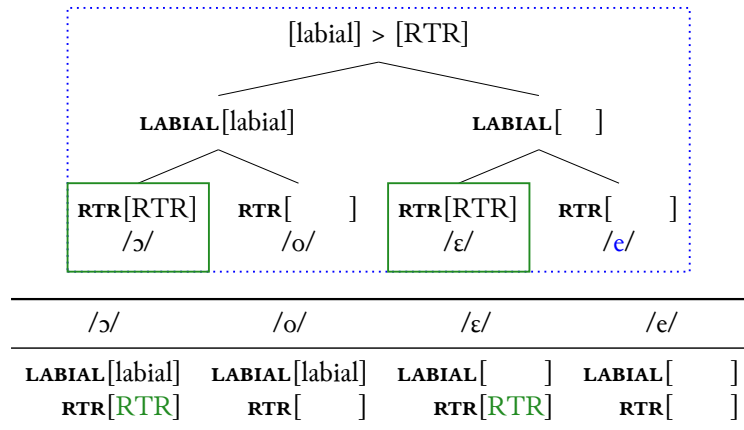 [labial] > [RTR]
LABIAL[labial] LABIAL[ ]
RTR[RTR] RTR[ ] RTR[RTR] RTR[ ]
/ɔ/ /o/ /ɛ/ /e/
/ɔ/ /o/ /ɛ/ /e/
LABIAL[labial] LABIAL[labial] LABIAL[ ] LABIAL[ ]
RTR[RTR] RTR[ ] RTR[RTR] RTR[ ]